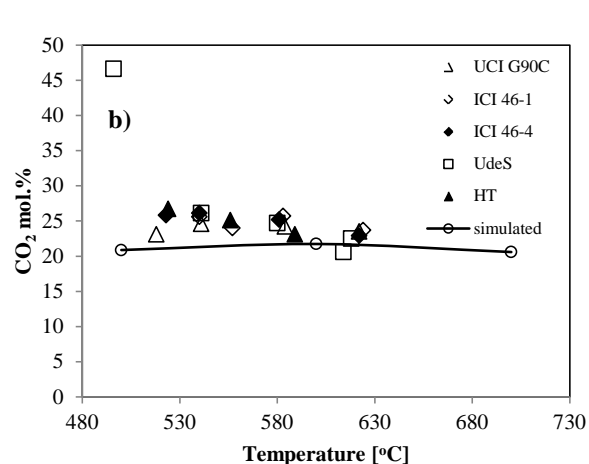 50
45
40
35
30
25
20
15
10
5
0
CO₂ mol.%
b)
UCI G90C
ICI 46-1
ICI 46-4
UdeS
HT
simulated
480 530 580 630 680 730
Temperature [°C]